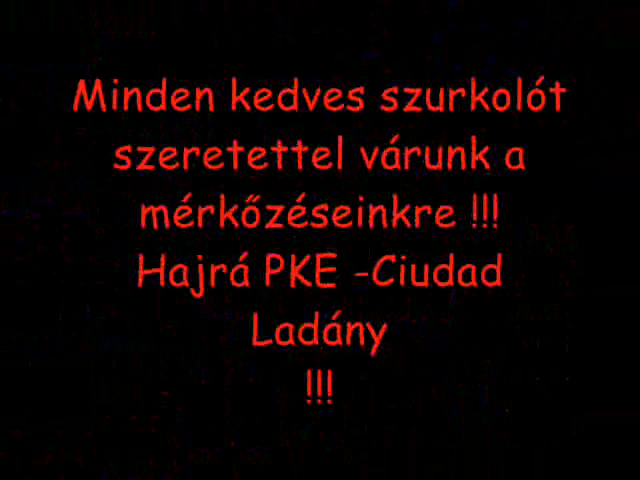 Minden kedves szurkolót
szeretettel várunk a
mérkőzéseinkre !!!
Hajrá PKE -Ciudad
Ladány
!!!